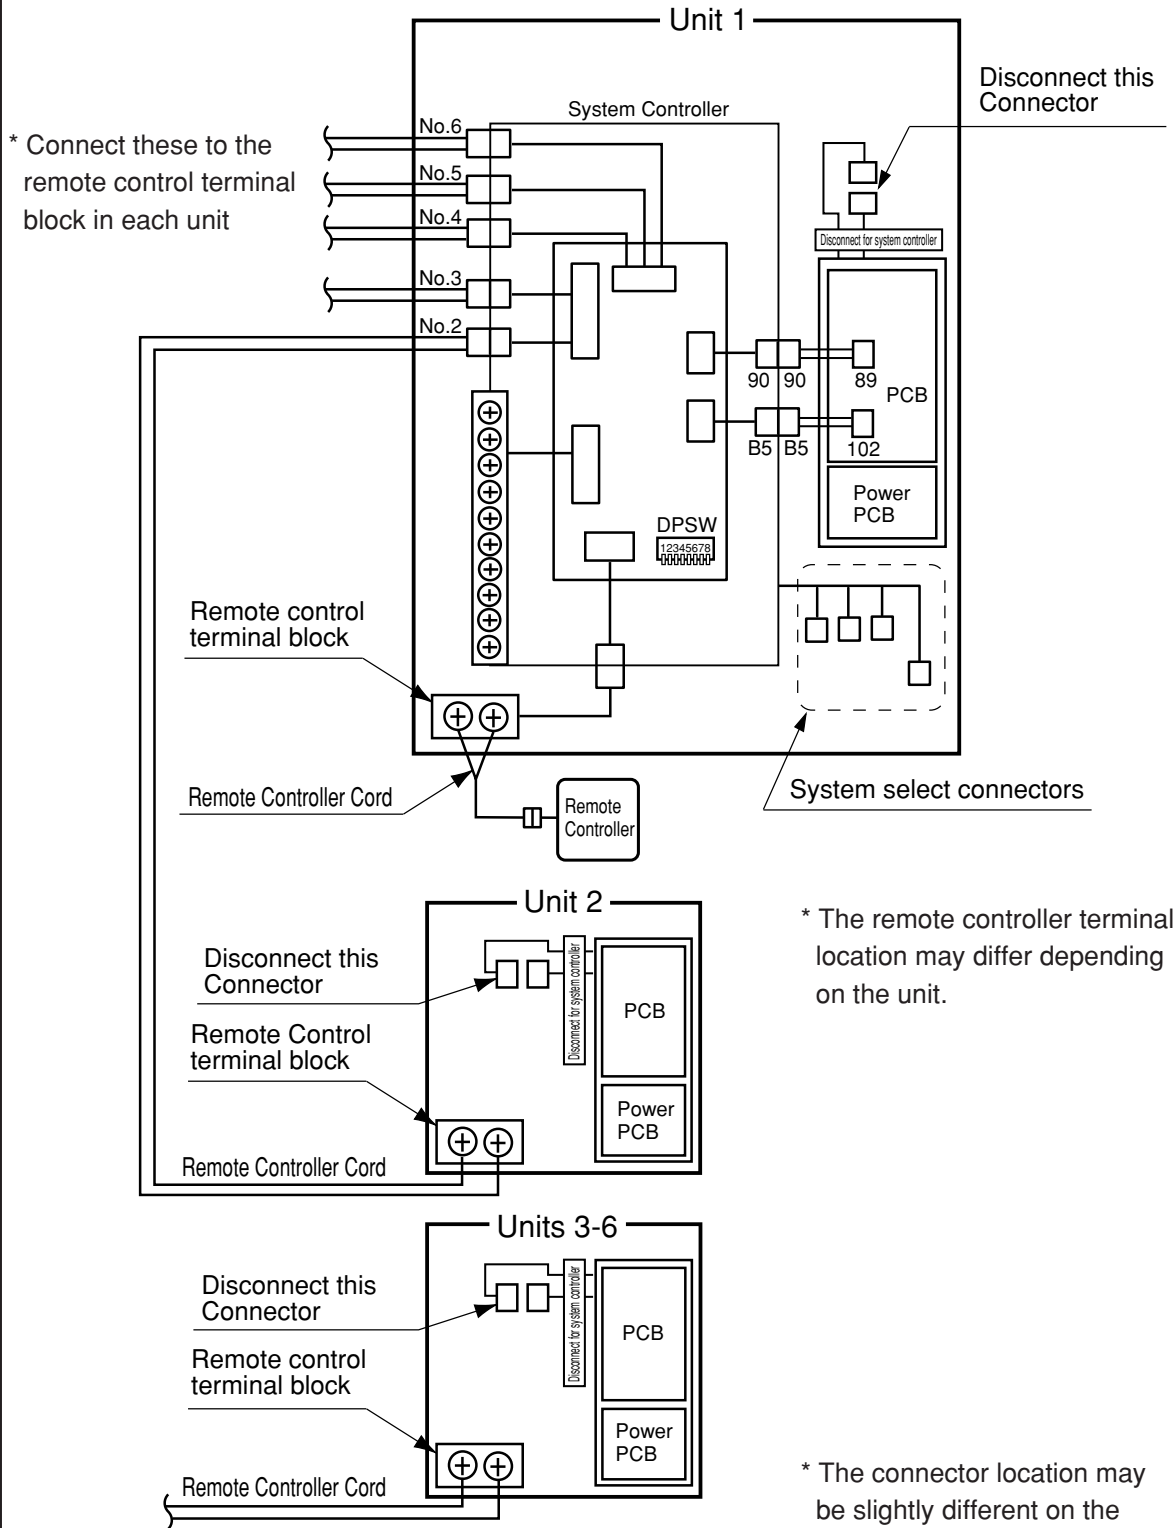 Unit 1
Disconnect this
Connector
System Controller
* Connect these to the
remote control terminal
block in each unit
No.6
No.5
No.4
No.3
No.2
Disconnect for system controller
90 90 89
PCB
B5 B5 102
Power
PCB
DPSW
12345678
Remote control
terminal block
Remote Controller Cord
Remote
Controller
System select connectors
Unit 2
* The remote controller terminal
location may differ depending
on the unit.
Disconnect this
Connector
Disconnect for system controller
PCB
Remote Control
terminal block
Power
PCB
Remote Controller Cord
Units 3-6
Disconnect this
Connector
Disconnect for system controller
PCB
Remote control
terminal block
Power
PCB
Remote Controller Cord
* The connector location may
be slightly different on the